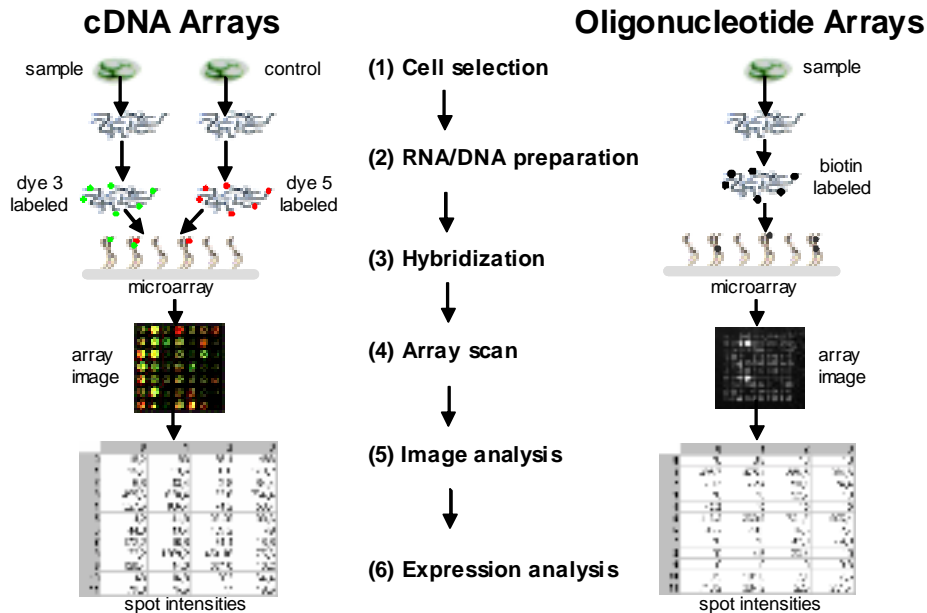 cDNA Arrays
sample
control
dye 3
labeled
dye 5
labeled
microarray
array
image
spot intensities
(1) Cell selection
(2) RNA/DNA preparation
(3) Hybridization
(4) Array scan
(5) Image analysis
(6) Expression analysis
Oligonucleotide Arrays
sample
biotin
labeled
microarray
array
image
spot intensities